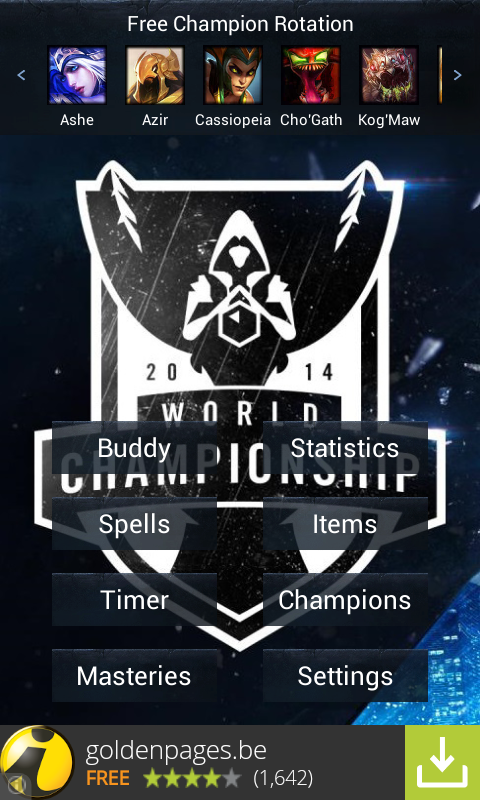 Free Champion Rotation
<
>
Ashe Azir Cassiopeia Cho'Gath Kog'Maw
20 14
WORLD
CHAMPIONSHIP
Buddy Statistics
Spells Items
Timer Champions
Masteries Settings
goldenpages.be
FREE (1,642)